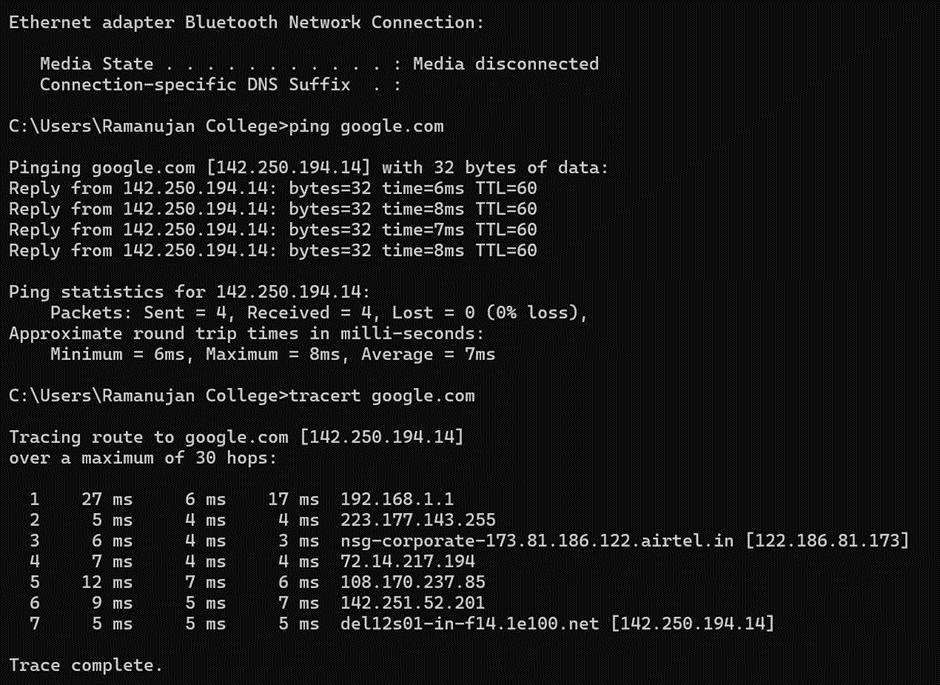 Ethernet adapter Bluetooth Network Connection:
   Media State . . . . . . . . . . . : Media disconnected
   Connection-specific DNS Suffix  . :
C:\Users\Ramanujan College>ping google.com
Pinging google.com [142.250.194.14] with 32 bytes of data:
Reply from 142.250.194.14: bytes=32 time=6ms TTL=60
Reply from 142.250.194.14: bytes=32 time=8ms TTL=60
Reply from 142.250.194.14: bytes=32 time=7ms TTL=60
Reply from 142.250.194.14: bytes=32 time=8ms TTL=60
Ping statistics for 142.250.194.14:
    Packets: Sent = 4, Received = 4, Lost = 0 (0% loss),
Approximate round trip times in milli-seconds:
    Minimum = 6ms, Maximum = 8ms, Average = 7ms
C:\Users\Ramanujan College>tracert google.com
Tracing route to google.com [142.250.194.14]
over a maximum of 30 hops:
  1    27 ms     6 ms    17 ms  192.168.1.1
  2     5 ms     4 ms     4 ms  223.177.143.255
  3     6 ms     4 ms     3 ms  nsg-corporate-173.81.186.122.airtel.in [122.186.81.173]
  4     7 ms     4 ms     4 ms  72.14.217.194
  5    12 ms     7 ms     6 ms  108.170.237.85
  6     9 ms     5 ms     7 ms  142.251.52.201
  7     5 ms     5 ms     5 ms  del12s01-in-f14.1e100.net [142.250.194.14]
Trace complete.